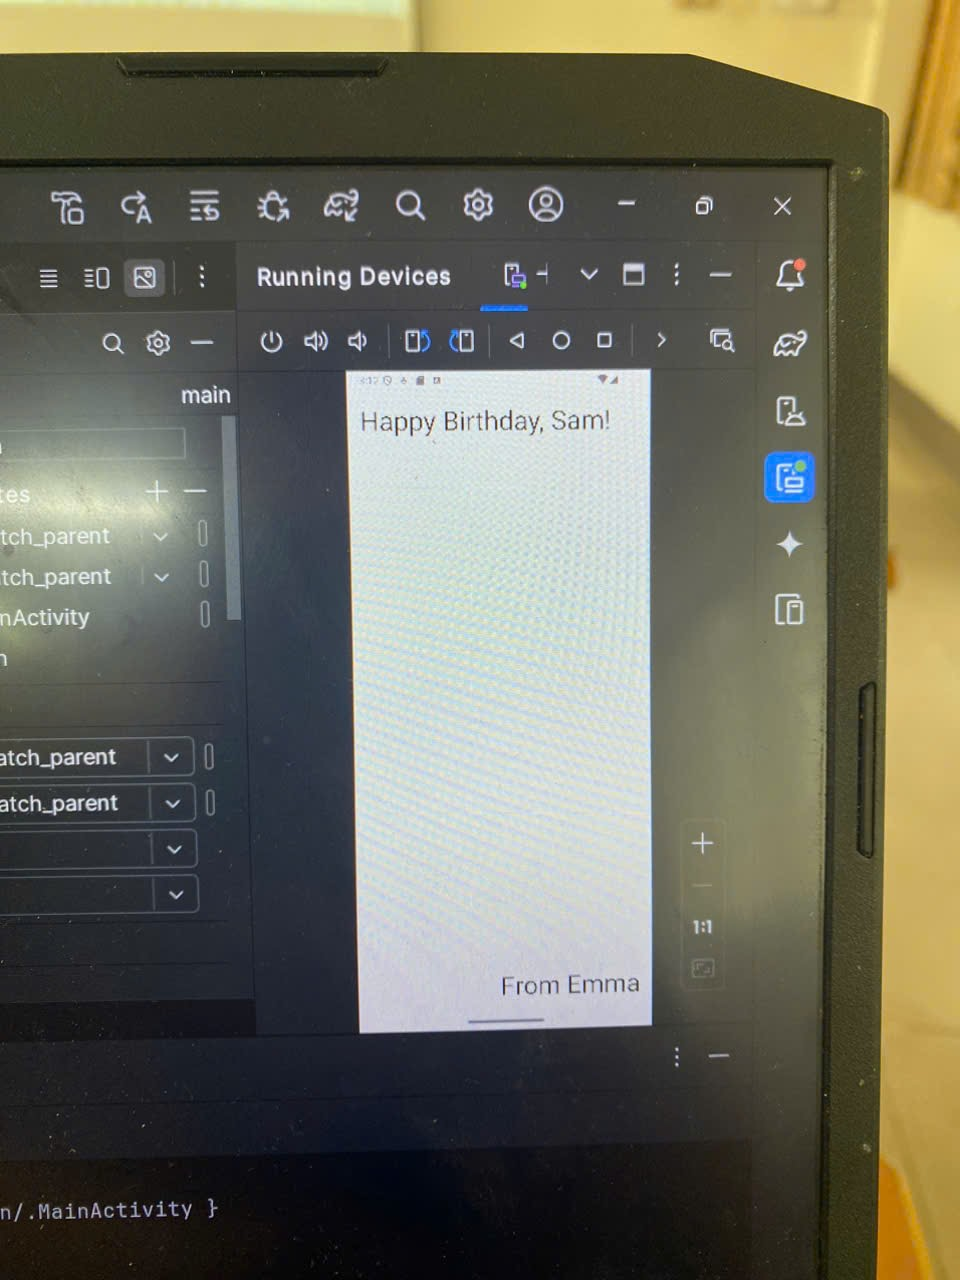 Running Devices
main
tes
tch_parent
tch_parent
nActivity
n
atch_parent
atch_parent
Happy Birthday, Sam!
1:1
From Emma
n/.MainActivity }